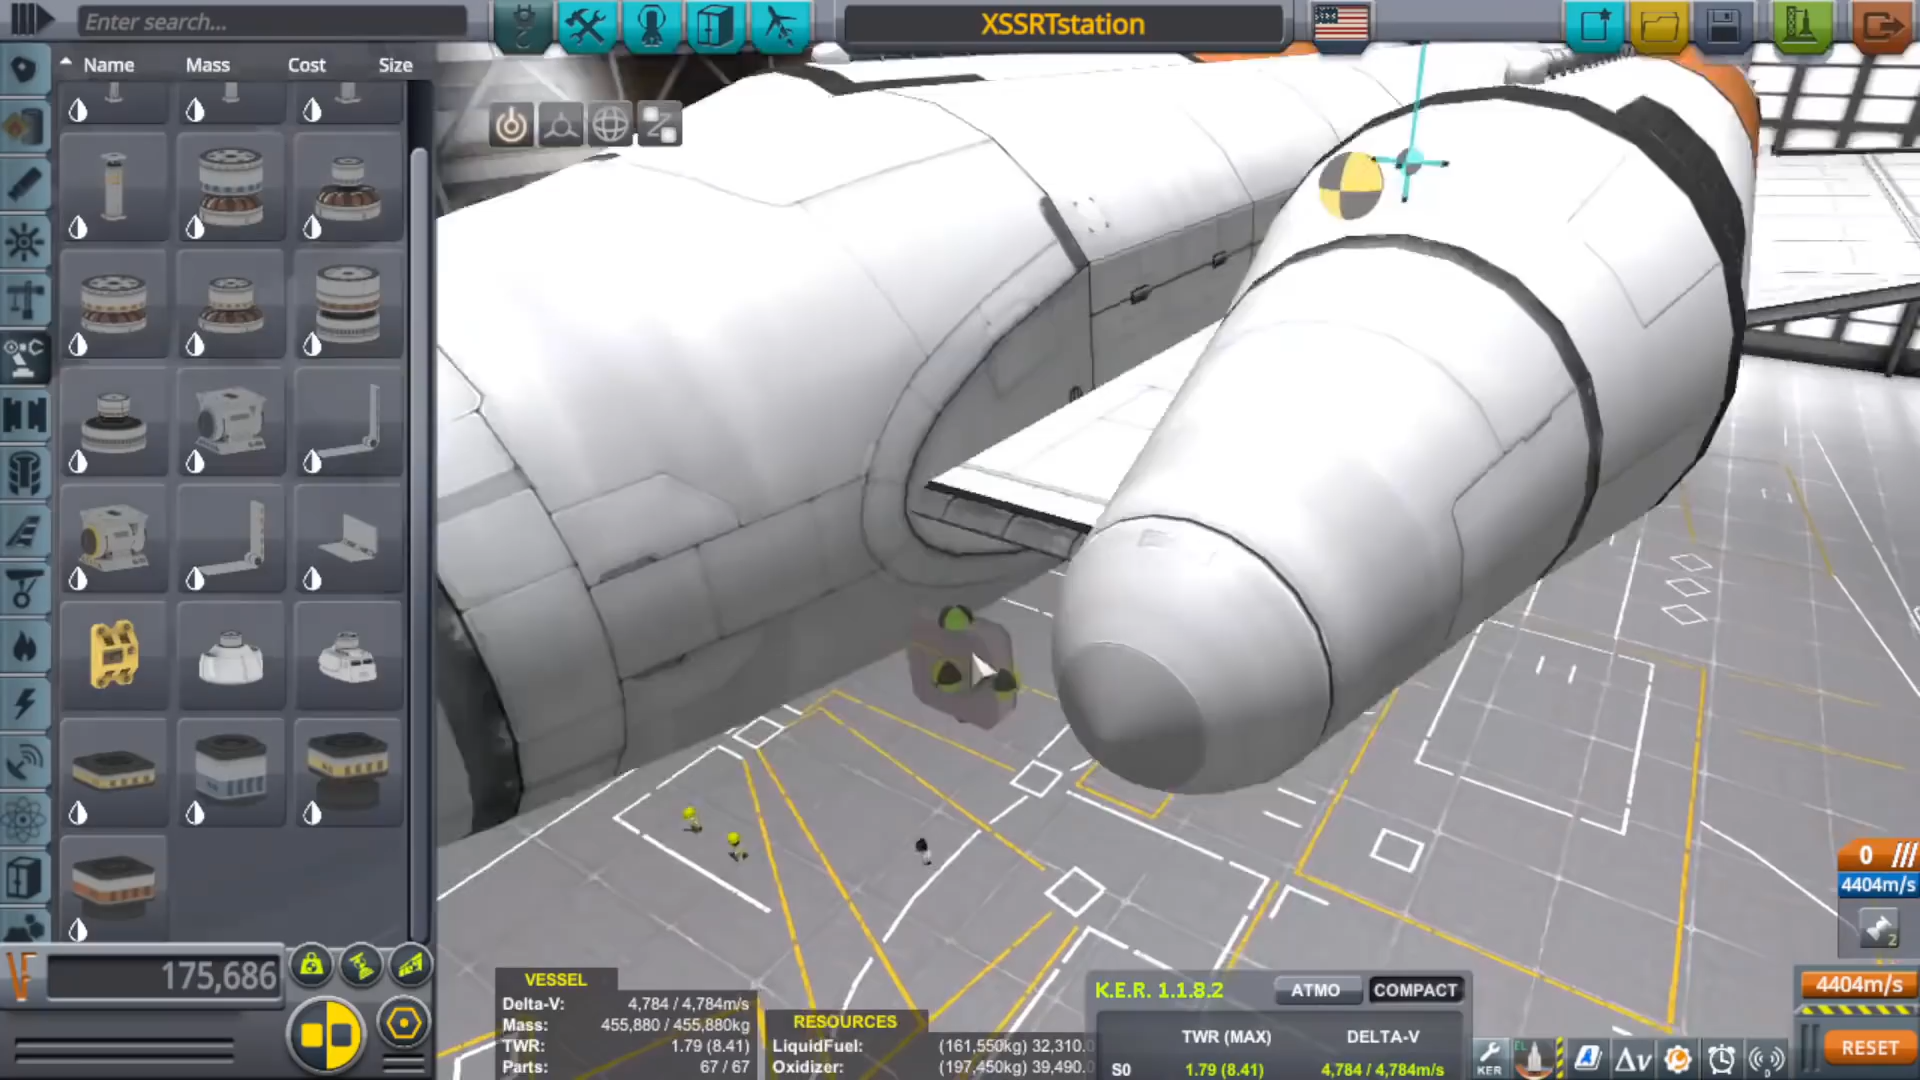 Enter search...
XSSRTstation
Name Mass Cost Size
0
4404m/s
2
4404m/s
RESET
175,686
VESSEL
Delta-V: 4,784 / 4,784m/s
Mass: 455,880 / 455,880kg
TWR: 1.79 (8.41)
Parts: 67 / 67
RESOURCES
LiquidFuel: (161,550kg) 32,310.0
Oxidizer: (197,450kg) 39,490.0
K.E.R. 1.1.8.2 ATMO COMPACT
TWR (MAX) DELTA-V
S0 1.79 (8.41) 4,784 / 4,784m/s
KER
EL
Δv